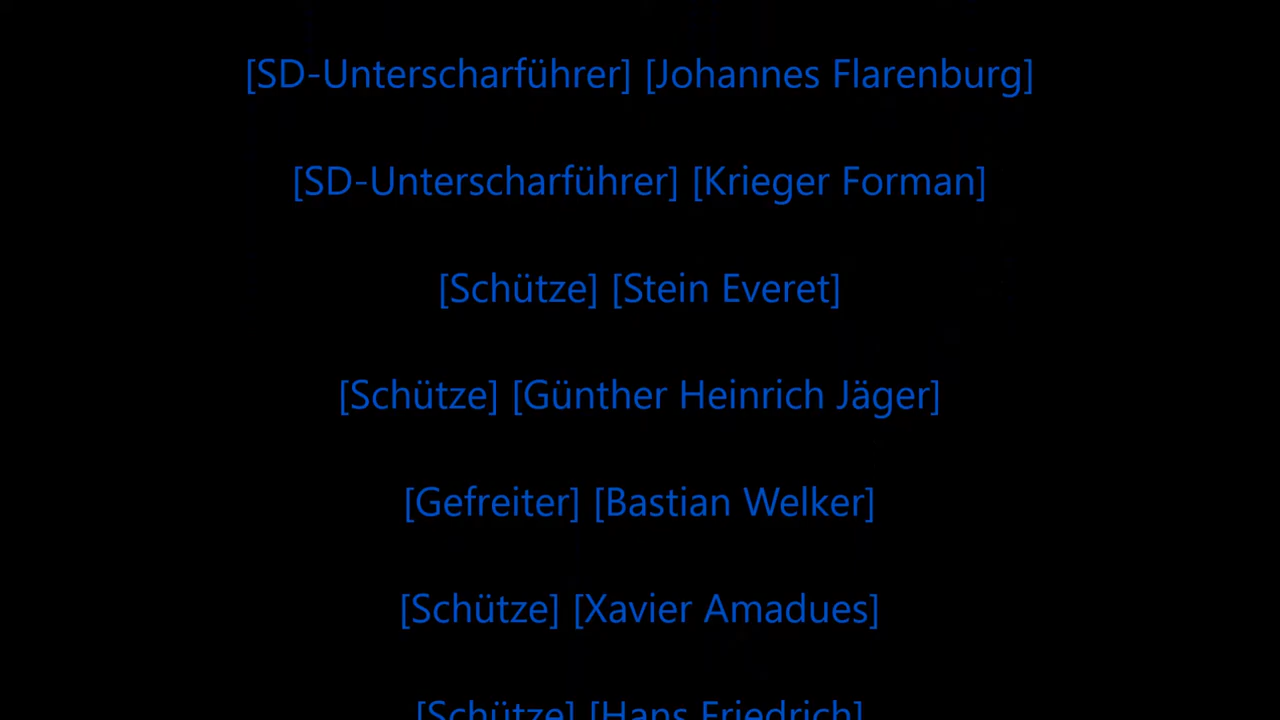 [SD-Unterscharführer] [Johannes Flarenburg]
[SD-Unterscharführer] [Krieger Forman]
[Schütze] [Stein Everet]
[Schütze] [Günther Heinrich Jäger]
[Gefreiter] [Bastian Welker]
[Schütze] [Xavier Amadues]
[Schütze] [Hans Friedrich]